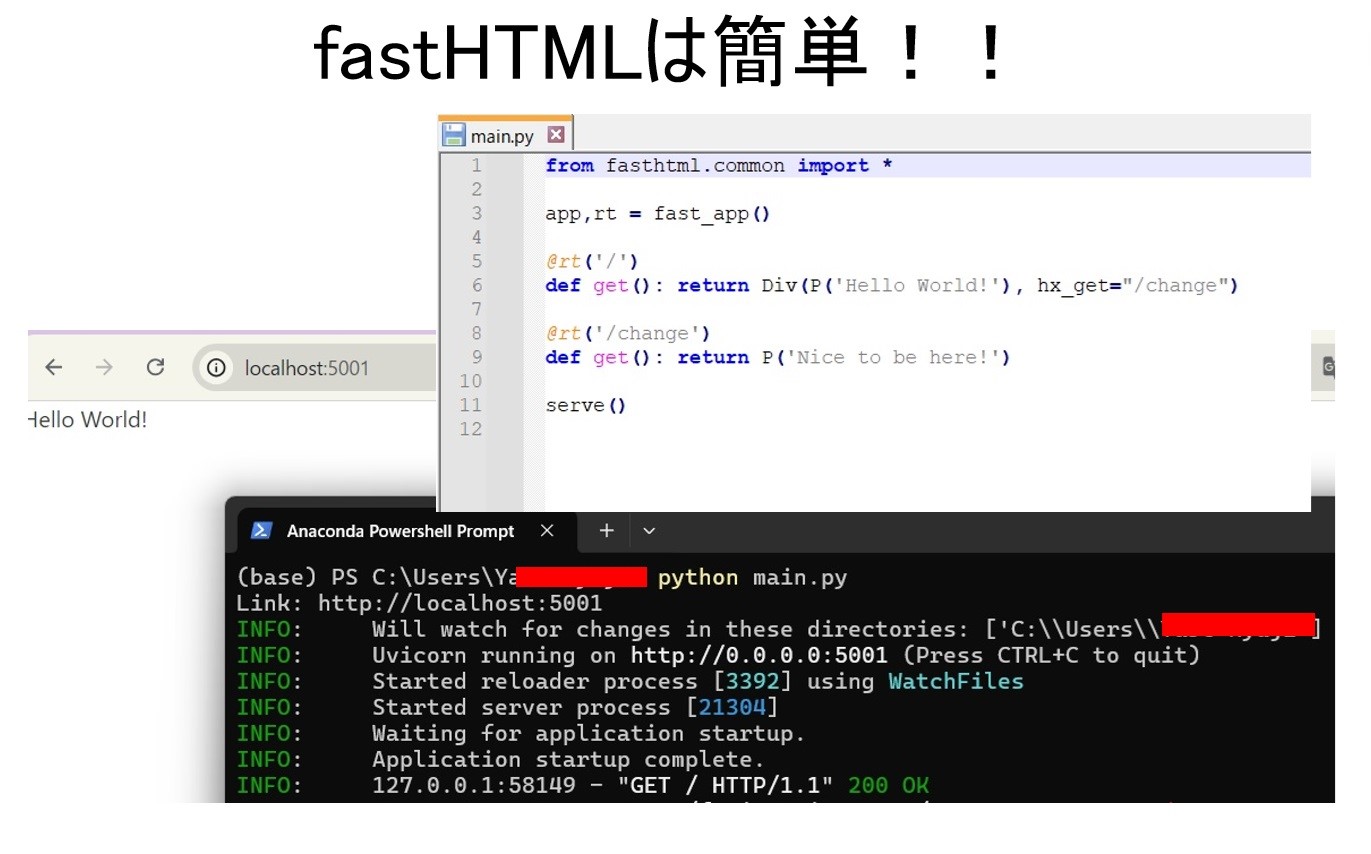 fastHTMLは簡単！！
main.py
1 from fasthtml.common import *
2
3 app,rt = fast_app()
4
5 @rt('/')
6 def get(): return Div(P('Hello World!'), hx_get="/change")
7
8 @rt('/change')
9 def get(): return P('Nice to be here!')
10
11 serve()
12
localhost:5001
Hello World!
Anaconda Powershell Prompt
(base) PS C:\Users\Ya python main.py
Link: http://localhost:5001
INFO: Will watch for changes in these directories: ['C:\\Users\\ ]
INFO: Uvicorn running on http://0.0.0.0:5001 (Press CTRL+C to quit)
INFO: Started reloader process [3392] using WatchFiles
INFO: Started server process [21304]
INFO: Waiting for application startup.
INFO: Application startup complete.
INFO: 127.0.0.1:58149 - "GET / HTTP/1.1" 200 OK